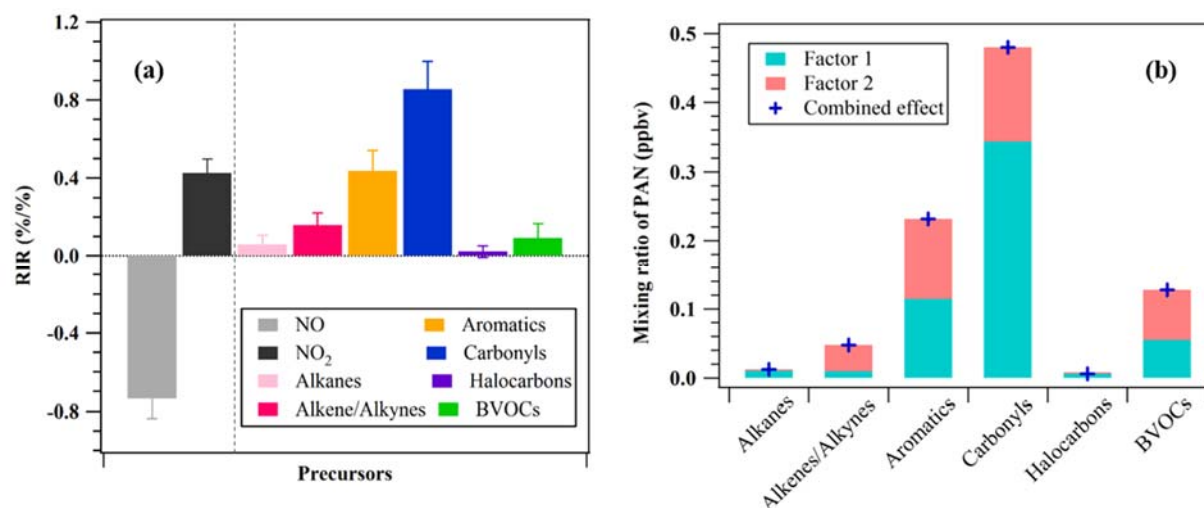 (a)
RIR (%/%)
1.2
0.8
0.4
0.0
-0.4
-0.8
NO
NO2
Alkanes
Alkene/Alkynes
Aromatics
Carbonyls
Halocarbons
BVOCs
Precursors
(b)
Mixing ratio of PAN (ppbv)
0.5
0.4
0.3
0.2
0.1
0.0
Factor 1
Factor 2
Combined effect
Alkanes
Alkenes/Alkynes
Aromatics
Carbonyls
Halocarbons
BVOCs